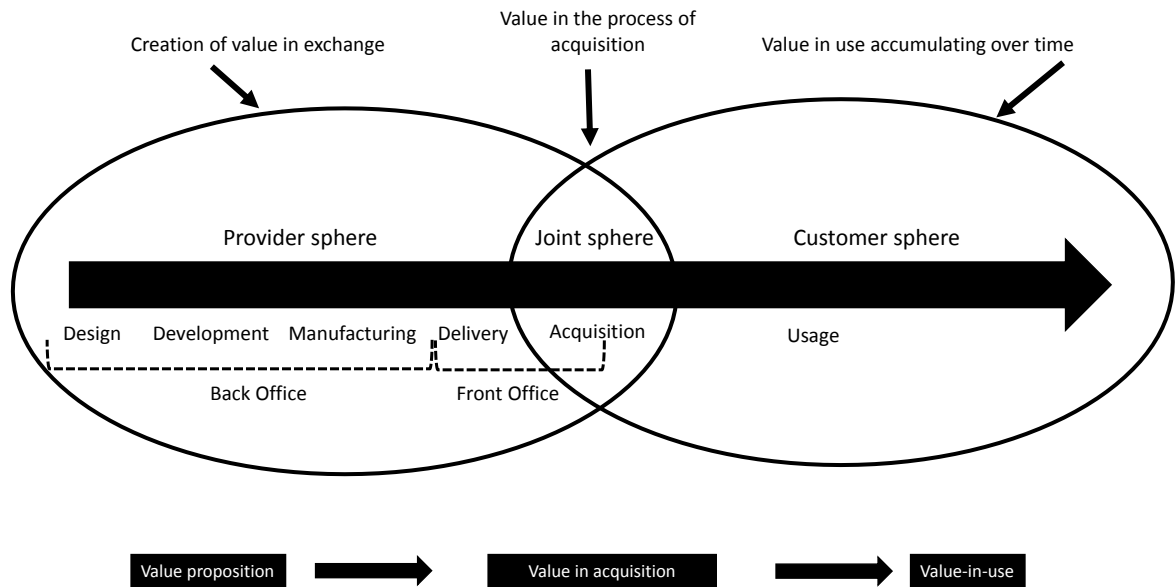 Creation of value in exchange
Value in the process of
acquisition
Value in use accumulating over time
Provider sphere
Joint sphere
Customer sphere
Design
Development
Manufacturing
Delivery
Acquisition
Usage
Back Office
Front Office
Value proposition
Value in acquisition
Value-in-use